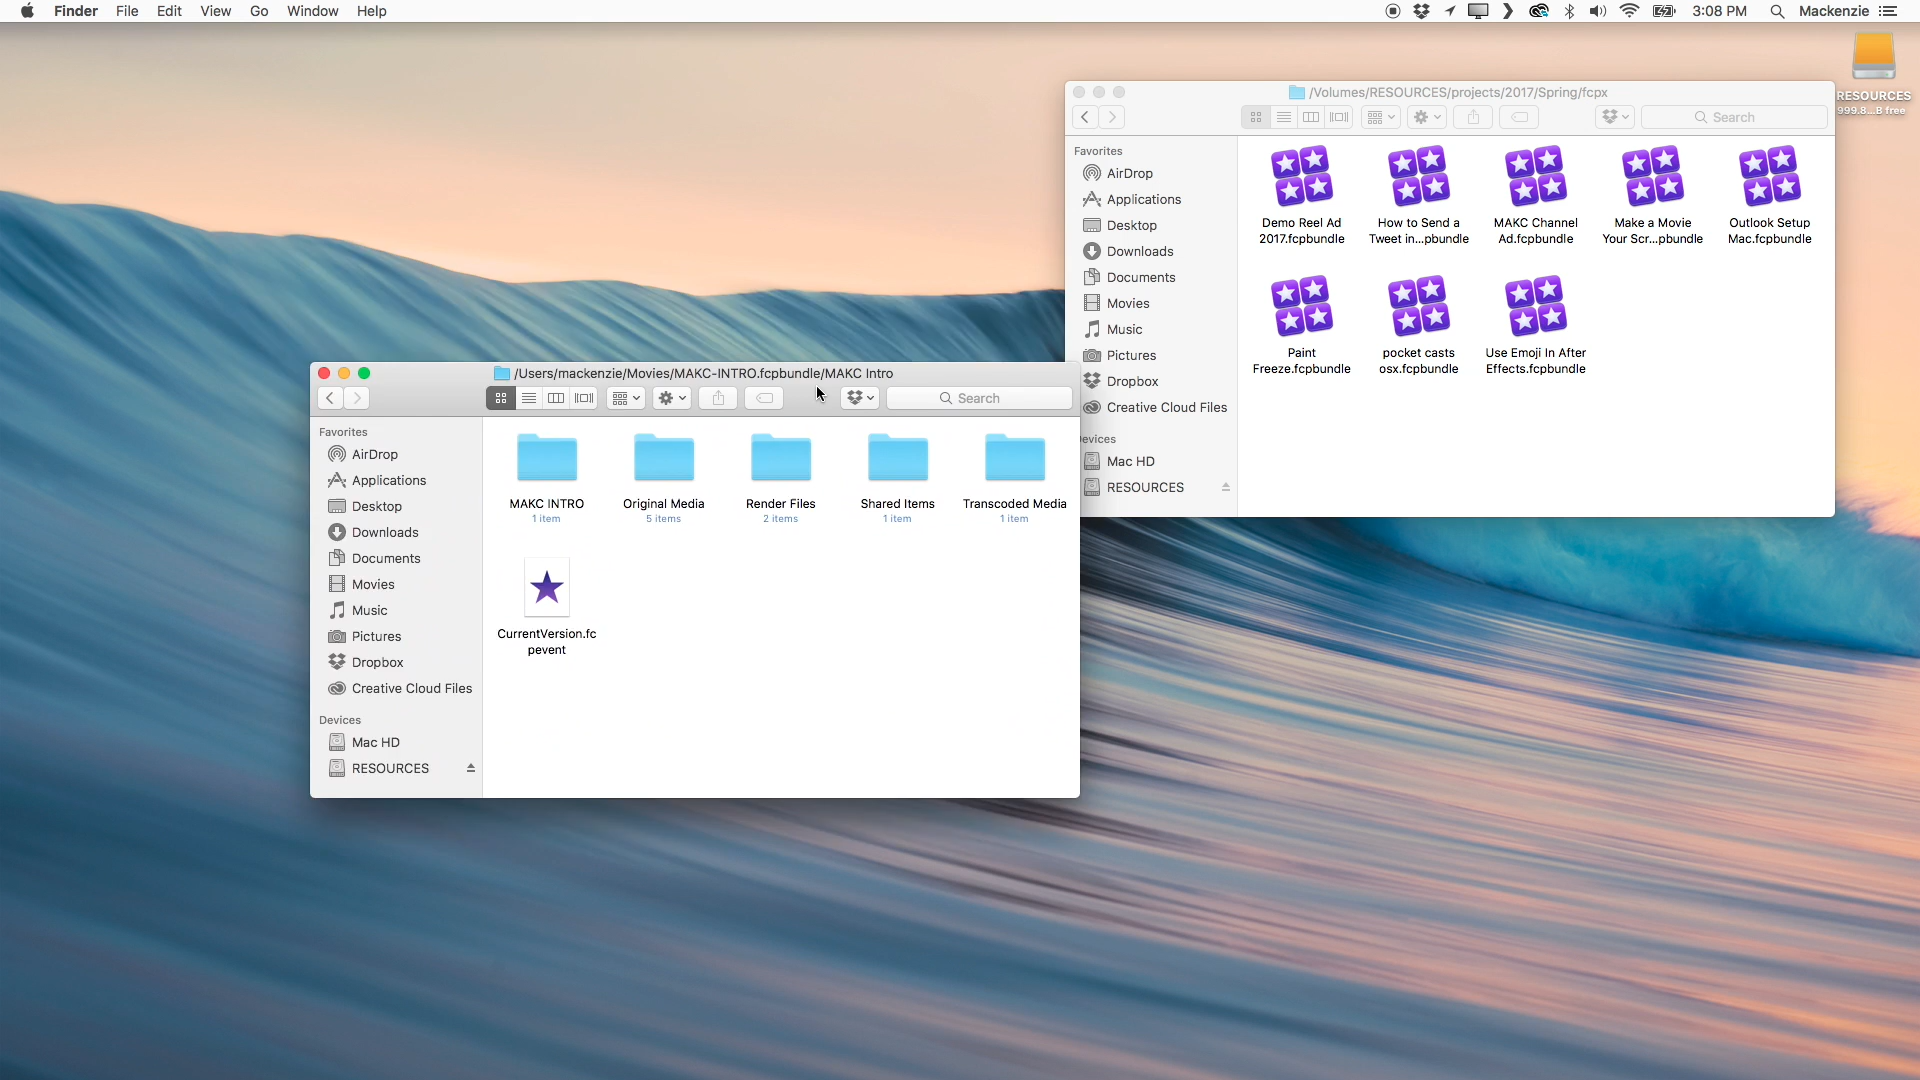 Finder File Edit View Go Window Help
3:08 PM Mackenzie
RESOURCES
999.8...B free
/Volumes/RESOURCES/projects/2017/Spring/fcpx
Search
Favorites
AirDrop
Applications
Desktop
Downloads
Documents
Movies
Music
Pictures
Dropbox
Creative Cloud Files
evices
Mac HD
RESOURCES
Demo Reel Ad
2017.fcpbundle
How to Send a
Tweet in...pbundle
MAKC Channel
Ad.fcpbundle
Make a Movie
Your Scr...pbundle
Outlook Setup
Mac.fcpbundle
Paint
Freeze.fcpbundle
pocket casts
osx.fcpbundle
Use Emoji In After
Effects.fcpbundle
/Users/mackenzie/Movies/MAKC-INTRO.fcpbundle/MAKC Intro
Search
Favorites
AirDrop
Applications
Desktop
Downloads
Documents
Movies
Music
Pictures
Dropbox
Creative Cloud Files
Devices
Mac HD
RESOURCES
MAKC INTRO
1 item
Original Media
5 items
Render Files
2 items
Shared Items
1 item
Transcoded Media
1 item
CurrentVersion.fc
pevent